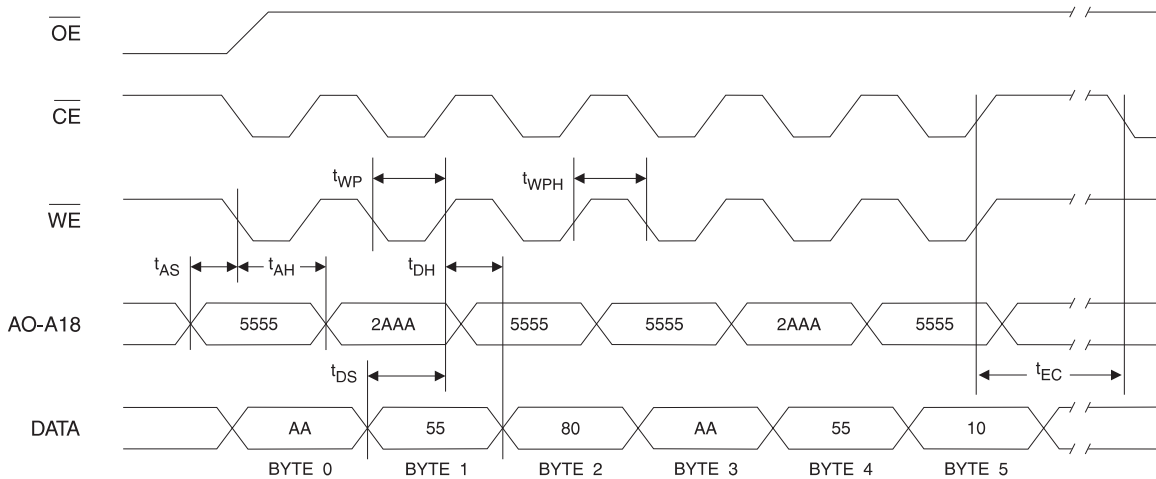 OE
CE
tWP
tWPH
WE
tAS
tAH
tDH
AO-A18
5555
2AAA
5555
5555
2AAA
5555
tDS
tEC
DATA
AA
55
80
AA
55
10
BYTE 0
BYTE 1
BYTE 2
BYTE 3
BYTE 4
BYTE 5